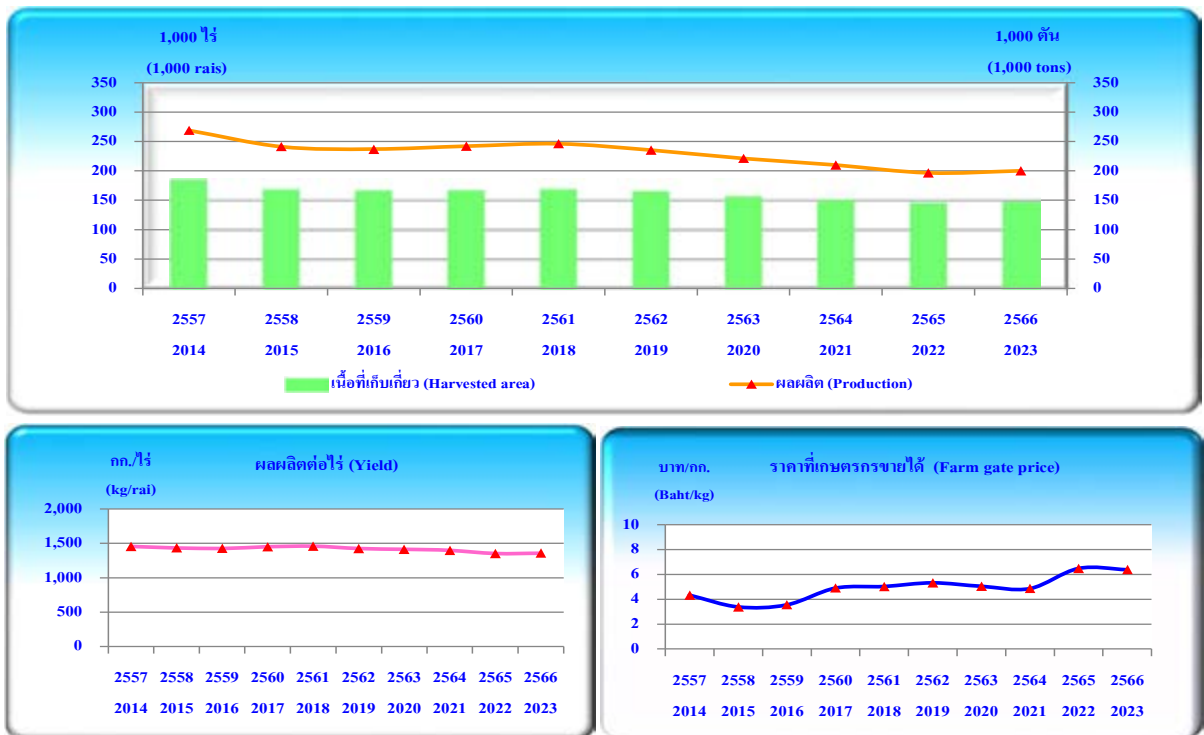 1,000 ไร่ 1,000 ตัน
(1,000 rais) (1,000 tons)
350 350
300 300
250 250
200 200
150 150
100 100
50 50
0 0
2557 2558 2559 2560 2561 2562 2563 2564 2565 2566
2014 2015 2016 2017 2018 2019 2020 2021 2022 2023
เนื้อที่เก็บเกี่ยว (Harvested area) ผลผลิต (Production)
กก./ไร่ ผลผลิตต่อไร่ (Yield)
(kg/rai)
2,000
1,500
1,000
500
0
2557 2558 2559 2560 2561 2562 2563 2564 2565 2566
2014 2015 2016 2017 2018 2019 2020 2021 2022 2023
บาท/กก. ราคาที่เกษตรกรขายได้ (Farm gate price)
(Baht/kg)
10
8
6
4
2
0
2557 2558 2559 2560 2561 2562 2563 2564 2565 2566
2014 2015 2016 2017 2018 2019 2020 2021 2022 2023